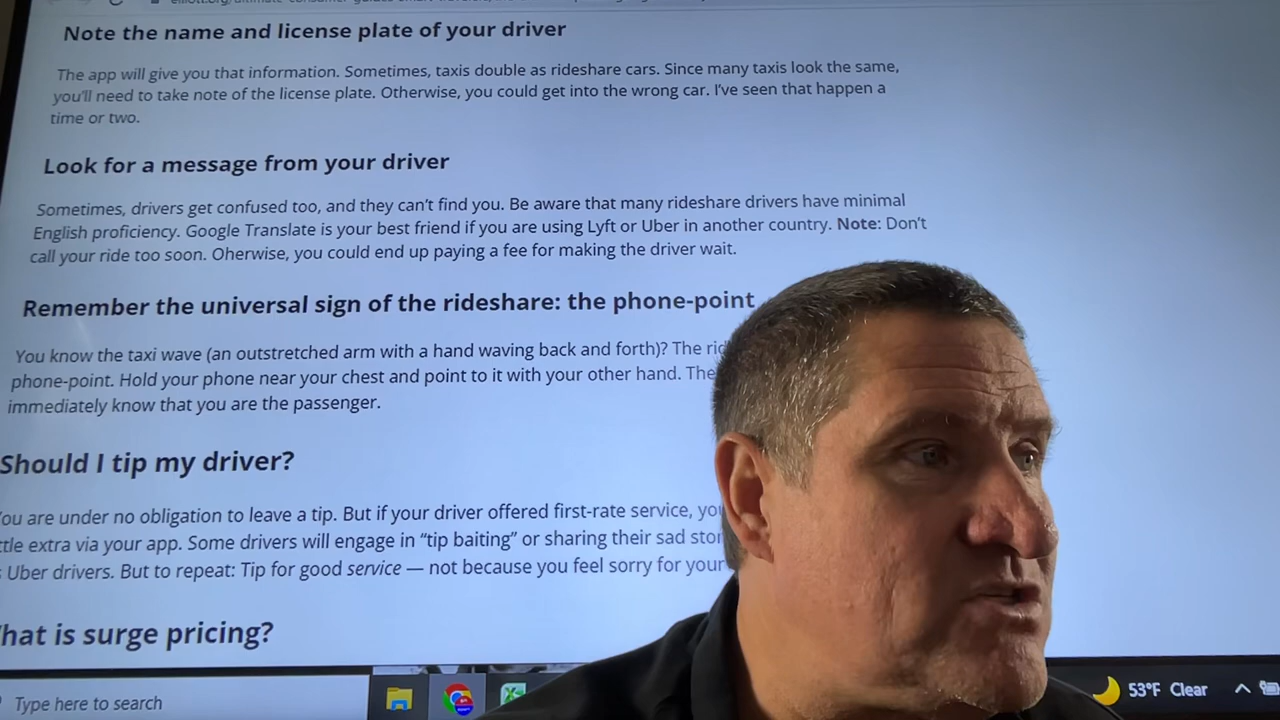 Note the name and license plate of your driver
The app will give you that information. Sometimes, taxis double as rideshare cars. Since many taxis look the same,
you'll need to take note of the license plate. Otherwise, you could get into the wrong car. I've seen that happen a
time or two.
Look for a message from your driver
Sometimes, drivers get confused too, and they can't find you. Be aware that many rideshare drivers have minimal
English proficiency. Google Translate is your best friend if you are using Lyft or Uber in another country. Note: Don't
call your ride too soon. Oherwise, you could end up paying a fee for making the driver wait.
Remember the universal sign of the rideshare: the phone-point
You know the taxi wave (an outstretched arm with a hand waving back and forth)? The
phone-point. Hold your phone near your chest and point to it with your other hand.
immediately know that you are the passenger.
Should I tip my driver?
ou are under no obligation to leave a tip. But if your driver offered first-rate service,
ttle extra via your app. Some drivers will engage in “tip baiting” or sharing their sad
Uber drivers. But to repeat: Tip for good service — not because you feel sorry for your
hat is surge pricing?
Type here to search
53°F Clear